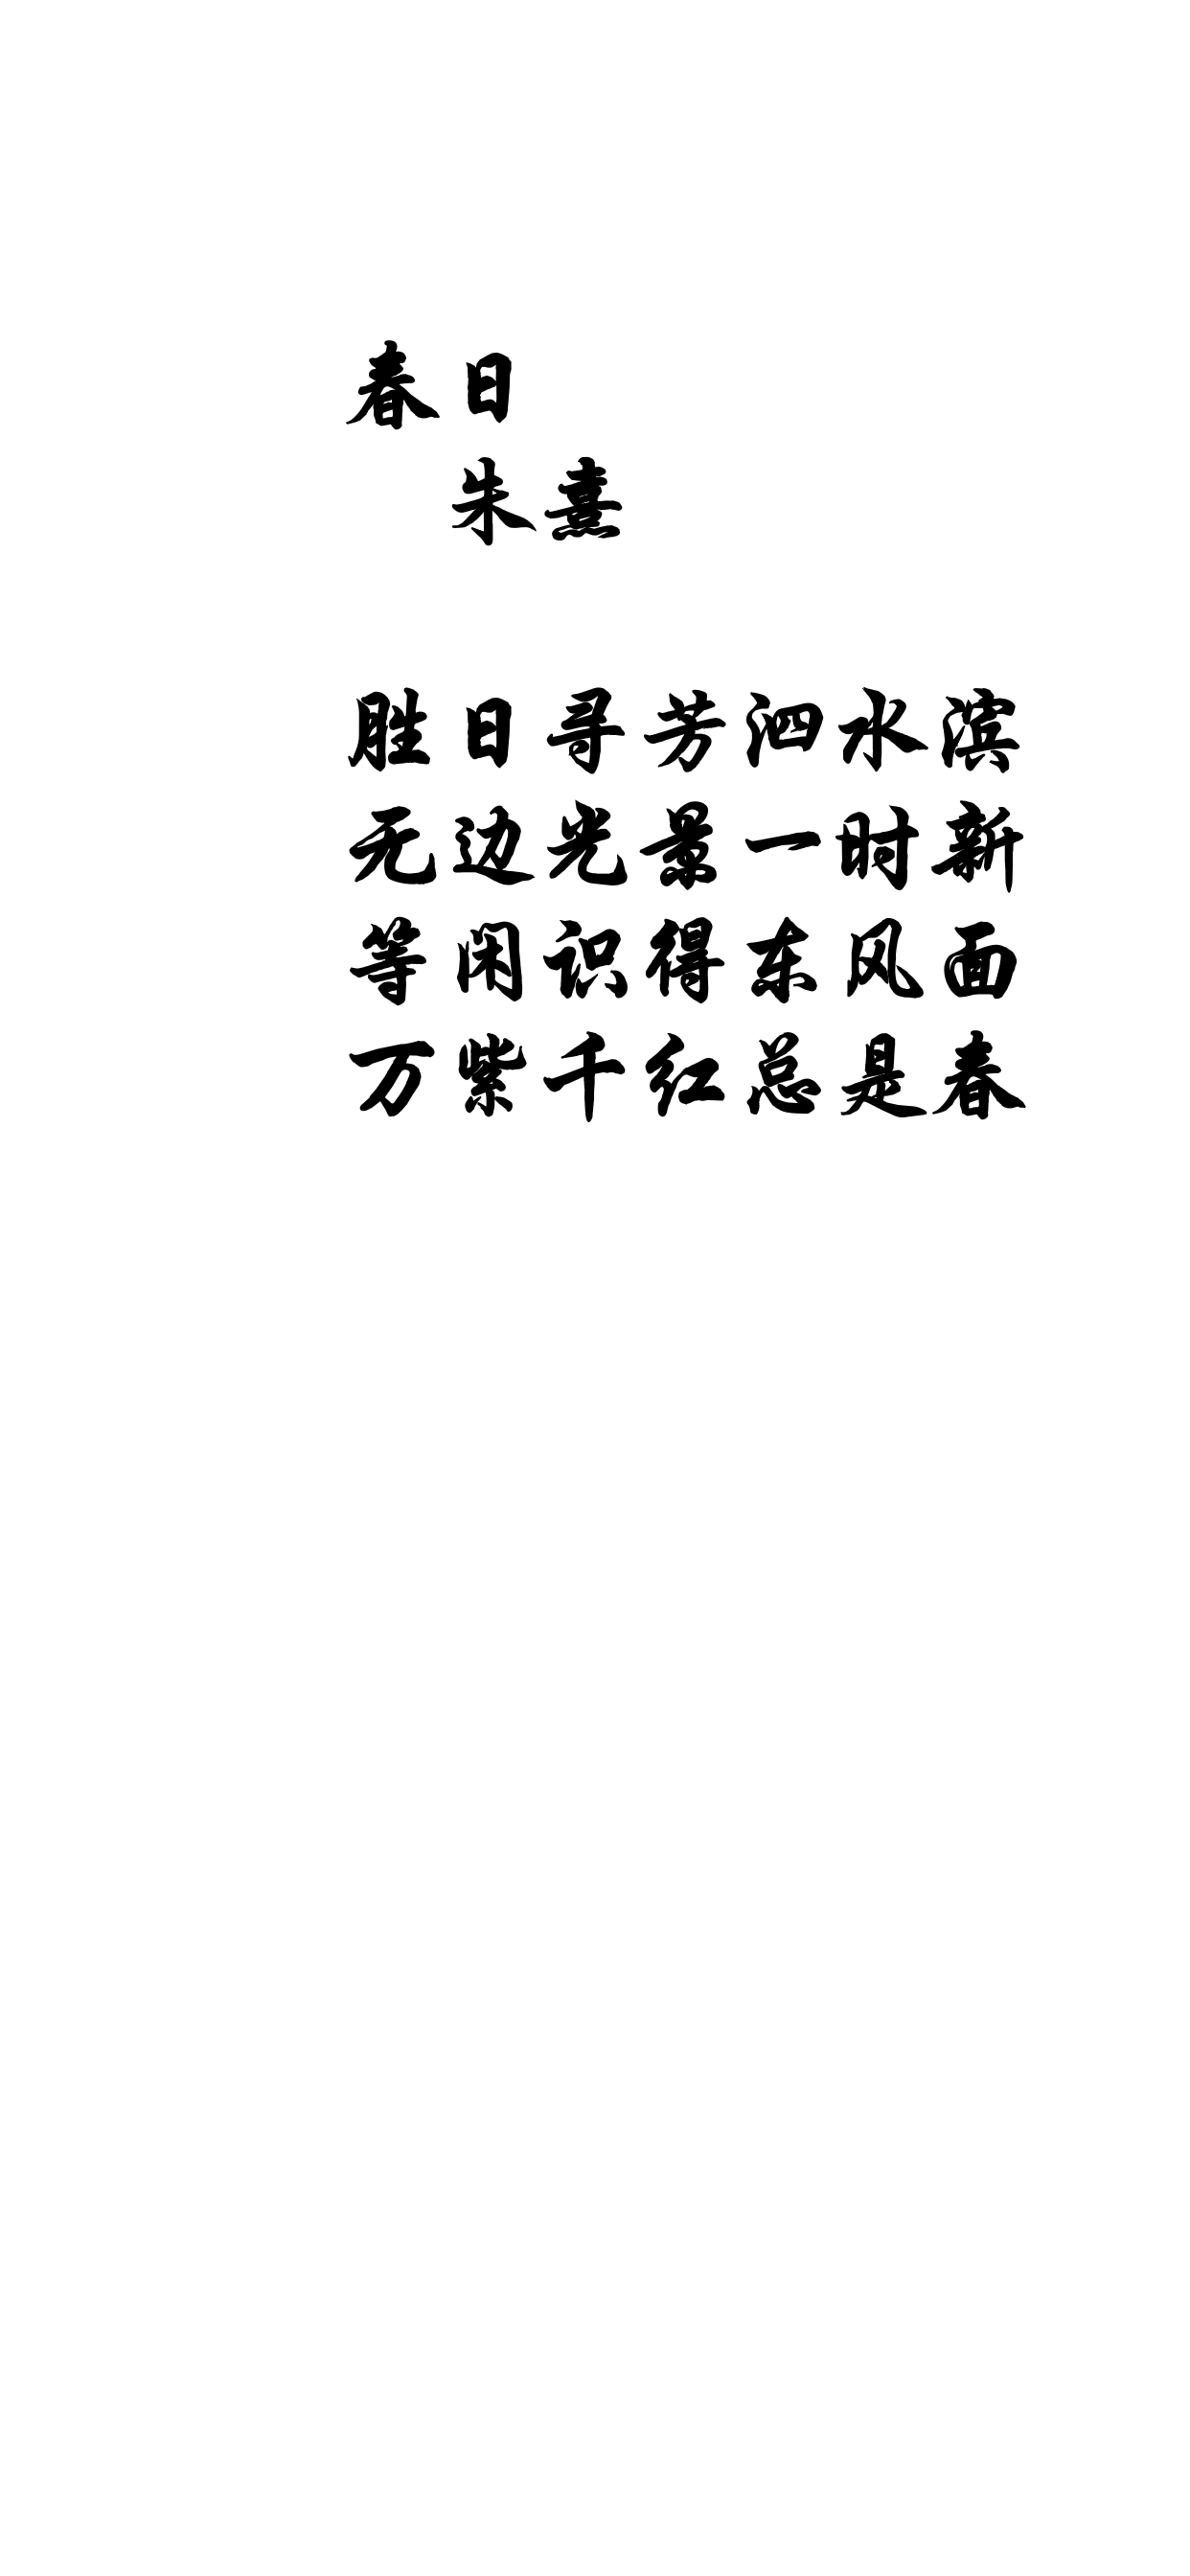 春日
朱熹
胜日寻芳泗水滨
无边光景一时新
等闲识得东风面
万紫千红总是春